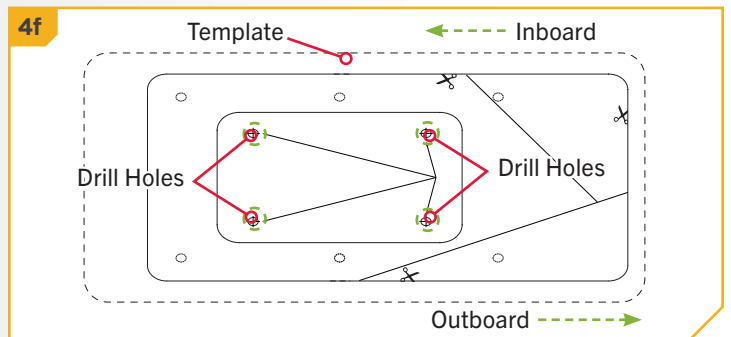 4f
Template
Inboard
Drill Holes
Drill Holes
Outboard